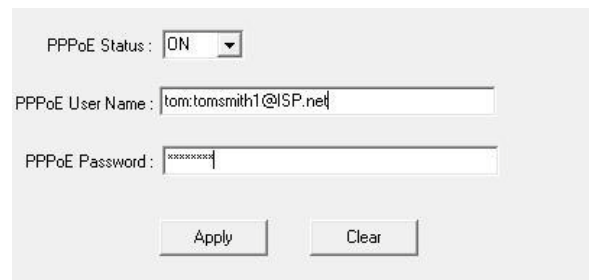 PPPoE Status : ON
PPPoE User Name : tom:tomsmith1@ISP.net
PPPoE Password : ********
Apply Clear